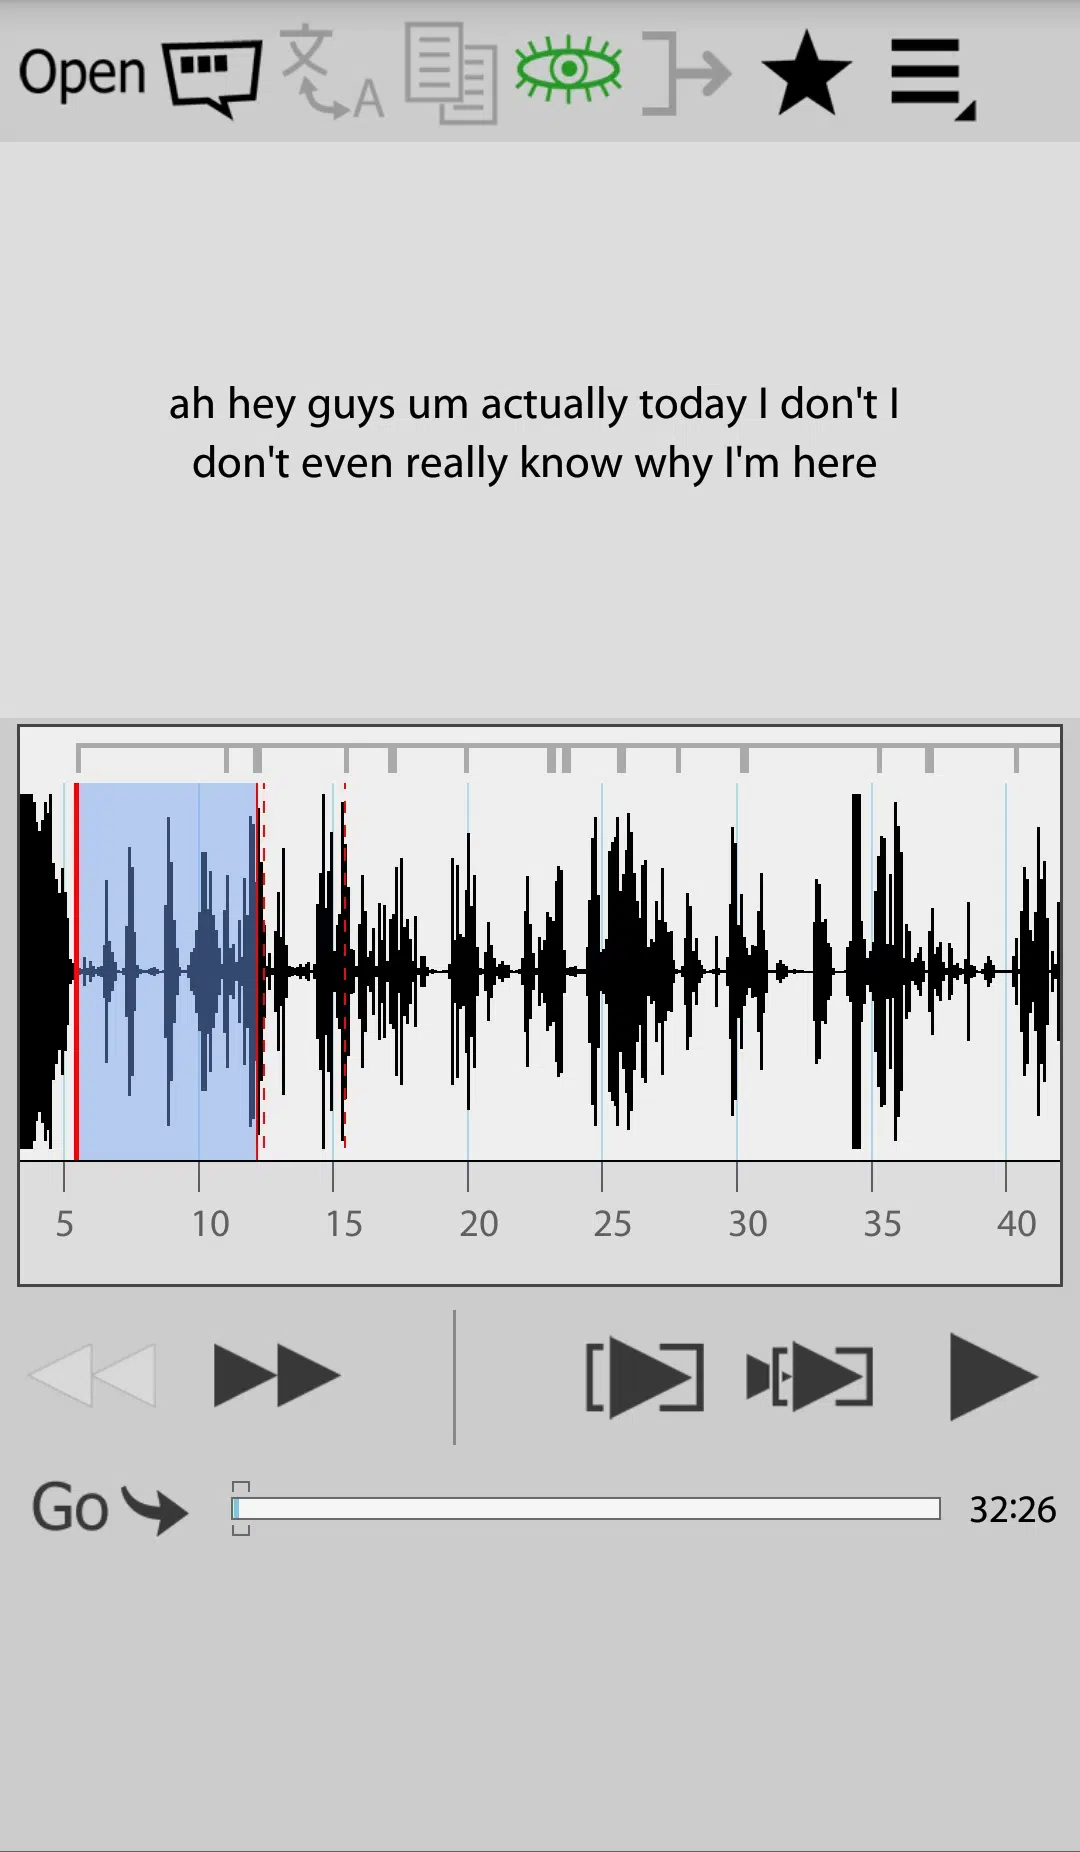 Open 文 A
ah hey guys um actually today I don't I
don't even really know why I'm here
5 10 15 20 25 30 35 40
Go 32:26